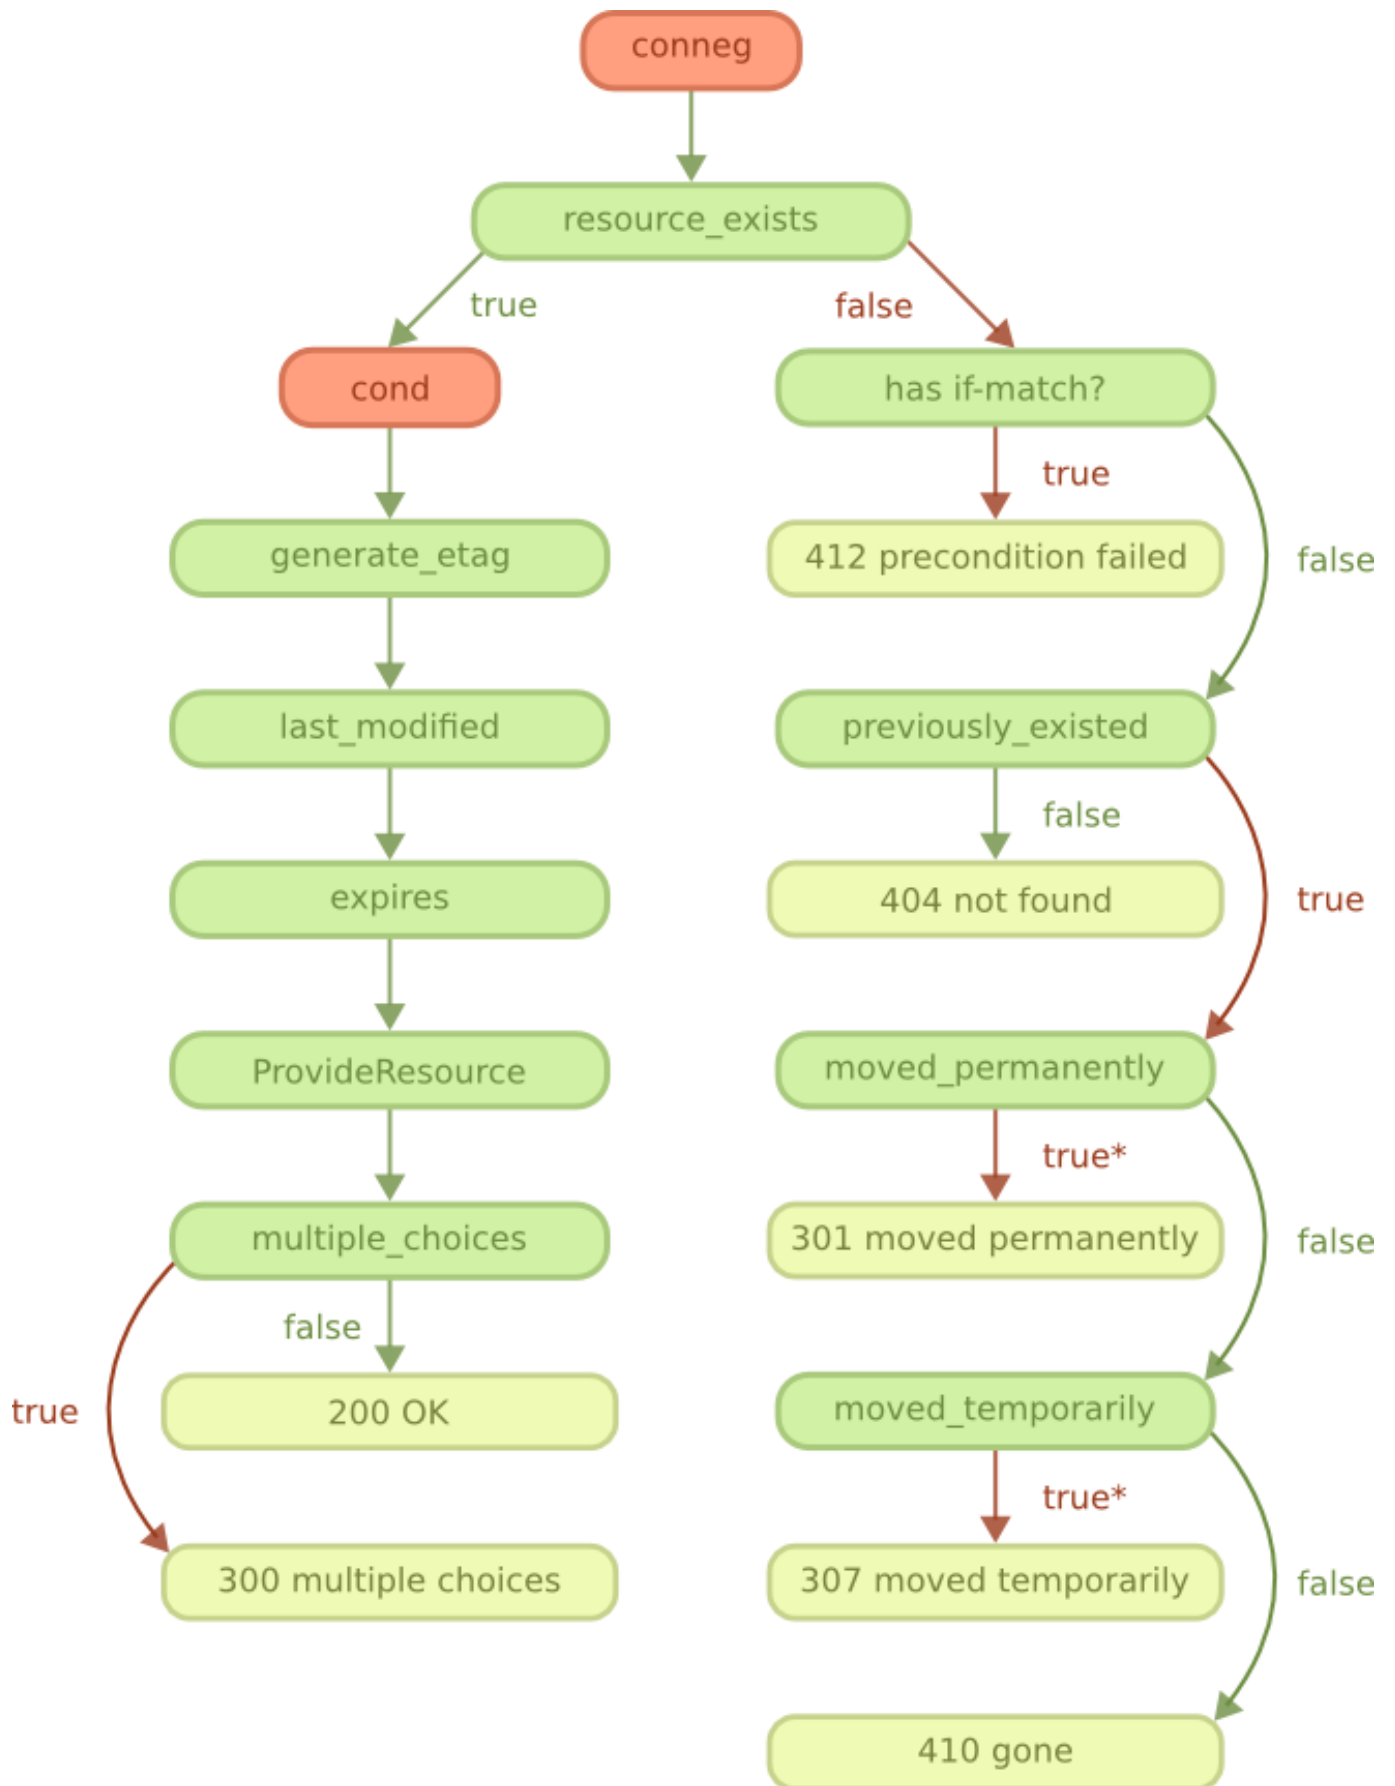 conneg
resource_exists
true
false
cond
has if-match?
true
generate_etag
412 precondition failed
false
last_modified
previously_existed
false
expires
404 not found
true
ProvideResource
moved_permanently
true*
multiple_choices
301 moved permanently
false
false
true
200 OK
moved_temporarily
true*
300 multiple choices
307 moved temporarily
false
410 gone